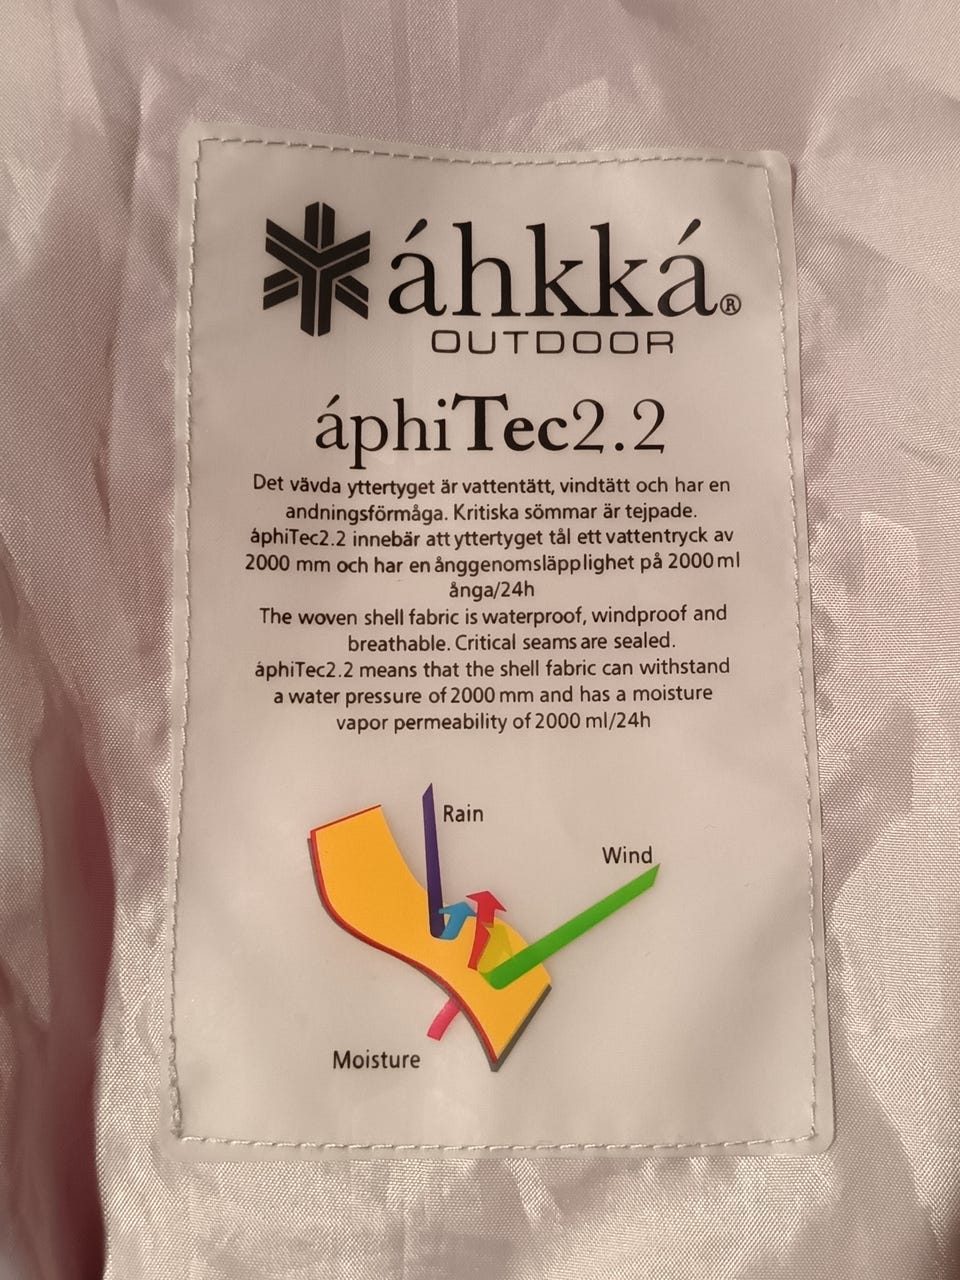 áhkká®
OUTDOOR
áphiTec2.2
Det vävda yttertyget är vattentätt, vindtätt och har en
andningsförmåga. Kritiska sömmar är tejpade.
áphiTec2.2 innebär att yttertyget tål ett vattentryck av
2000 mm och har en ånggenomsläpplighet på 2000 ml
ånga/24h
The woven shell fabric is waterproof, windproof and
breathable. Critical seams are sealed.
áphiTec2.2 means that the shell fabric can withstand
a water pressure of 2000 mm and has a moisture
vapor permeability of 2000 ml/24h
Rain
Wind
Moisture